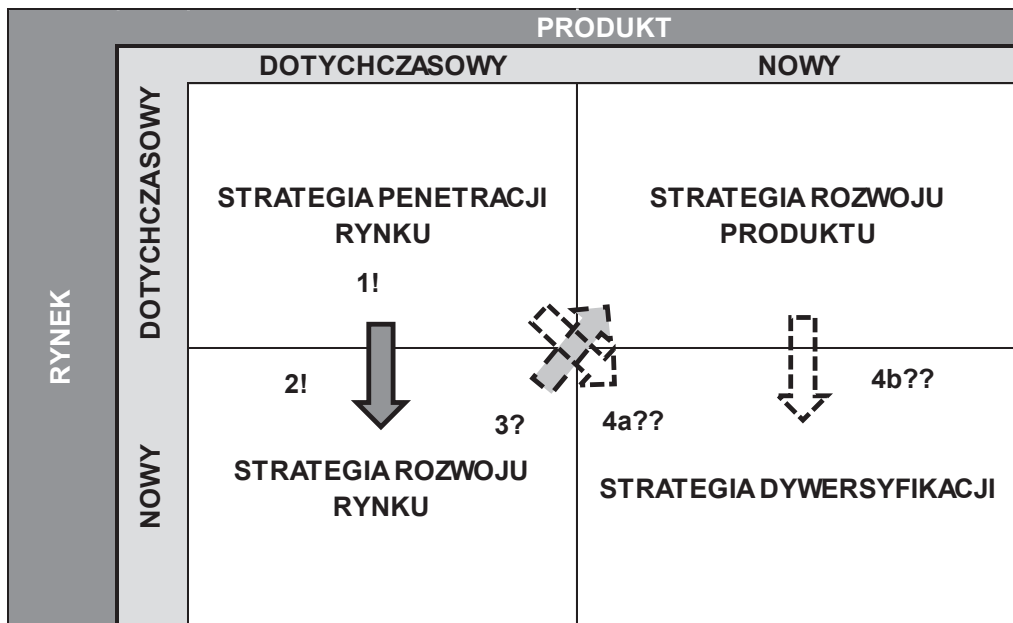 PRODUKT
DOTYCHCZASOWY
NOWY
RYNEK
DOTYCHCZASOWY
STRATEGIA PENETRACJI
RYNKU
1!
STRATEGIA ROZWOJU
PRODUKTU
NOWY
2!
3?
STRATEGIA ROZWOJU
RYNKU
4a??
4b??
STRATEGIA DYWERSYFIKACJI